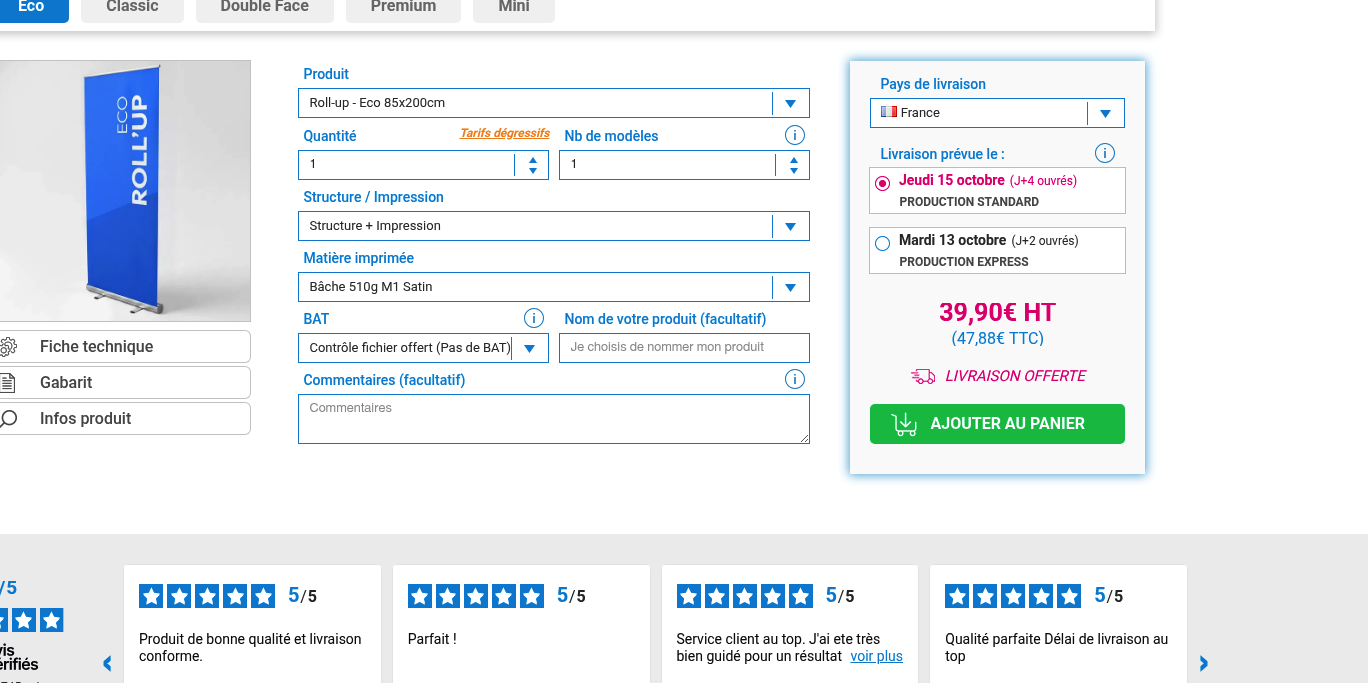 Eco
Classic
Double Face
Premium
Mini
ECO
ROLL'UP
Fiche technique
Gabarit
Infos produit
Produit
Roll-up - Eco 85x200cm
Quantité
Tarifs dégressifs
Nb de modèles
1
1
Structure / Impression
Structure + Impression
Matière imprimée
Bâche 510g M1 Satin
BAT
Nom de votre produit (facultatif)
Contrôle fichier offert (Pas de BAT)
Je choisis de nommer mon produit
Commentaires (facultatif)
Commentaires
Pays de livraison
France
Livraison prévue le :
Jeudi 15 octobre (J+4 ouvrés)
PRODUCTION STANDARD
Mardi 13 octobre (J+2 ouvrés)
PRODUCTION EXPRESS
39,90€ HT
(47,88€ TTC)
LIVRAISON OFFERTE
AJOUTER AU PANIER
/5
5/5
Produit de bonne qualité et livraison
conforme.
5/5
Parfait !
5/5
Service client au top. J'ai ete très
bien guidé pour un résultat voir plus
5/5
Qualité parfaite Délai de livraison au
top